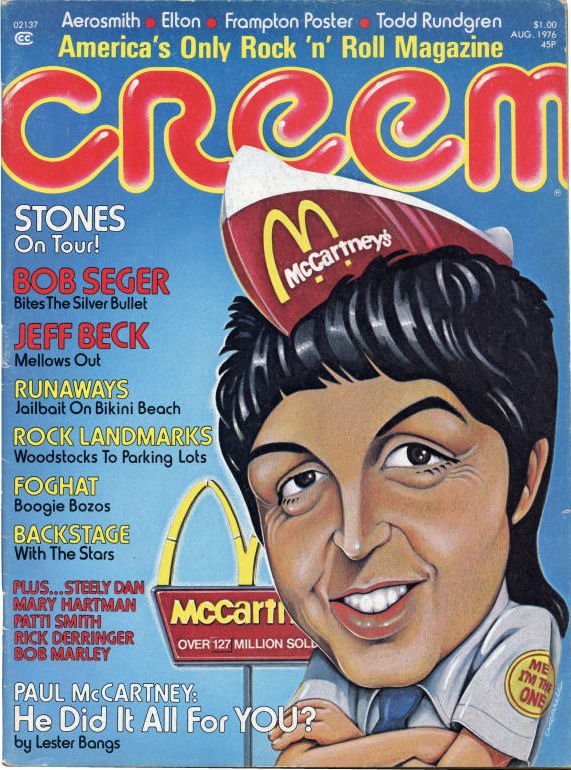 02137
CC
Aerosmith • Elton • Frampton Poster • Todd Rundgren
$1.00
AUG. 1976
45P
America's Only Rock 'n' Roll Magazine
CREEM
®
STONES
On Tour!
BOB SEGER
Bites The Silver Bullet
JEFF BECK
Mellows Out
RUNAWAYS
Jailbait On Bikini Beach
ROCK LANDMARKS
Woodstocks To Parking Lots
FOGHAT
Boogie Bozos
BACKSTAGE
With The Stars
PLUS...STEELY DAN
MARY HARTMAN
PATTI SMITH
RICK DERRINGER
BOB MARLEY
PAUL McCARTNEY:
He Did It All For YOU?
by Lester Bangs
McCartney's
McCartn
OVER 127 MILLION SOL
ME
I'M THE
ONE